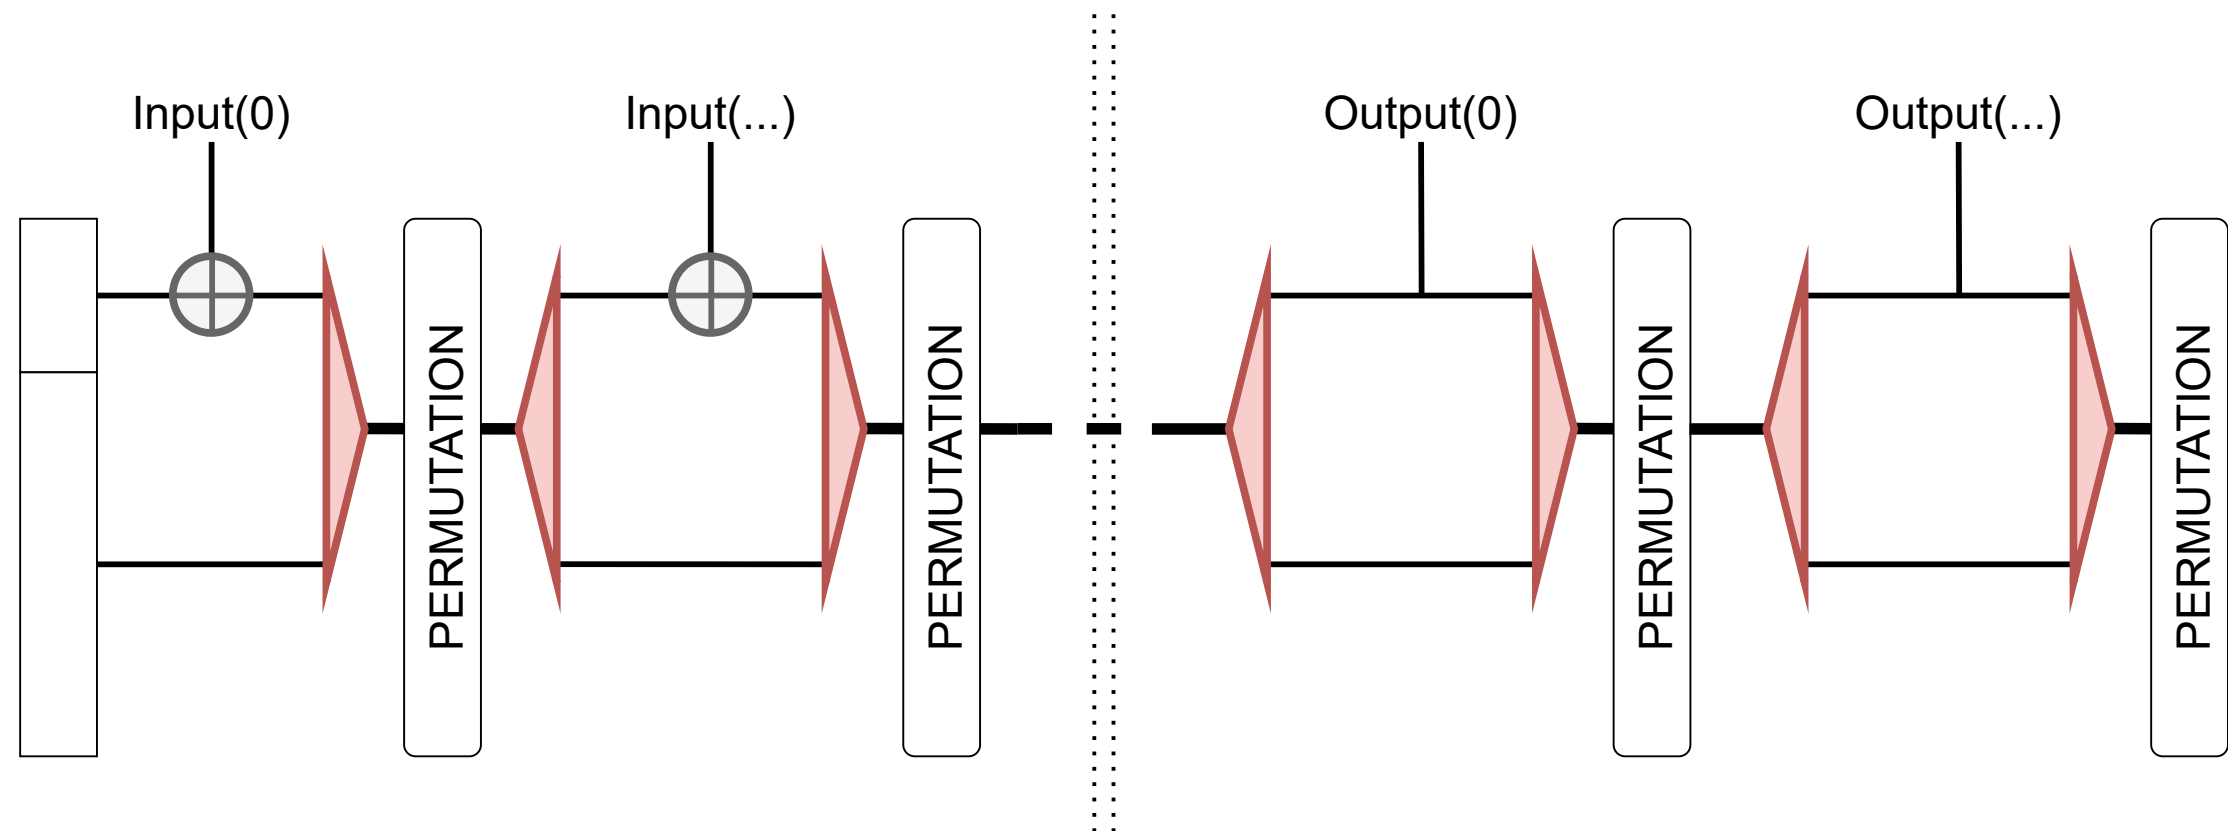 Input(0)
Input(...)
Output(0)
Output(...)
PERMUTATION
PERMUTATION
PERMUTATION
PERMUTATION